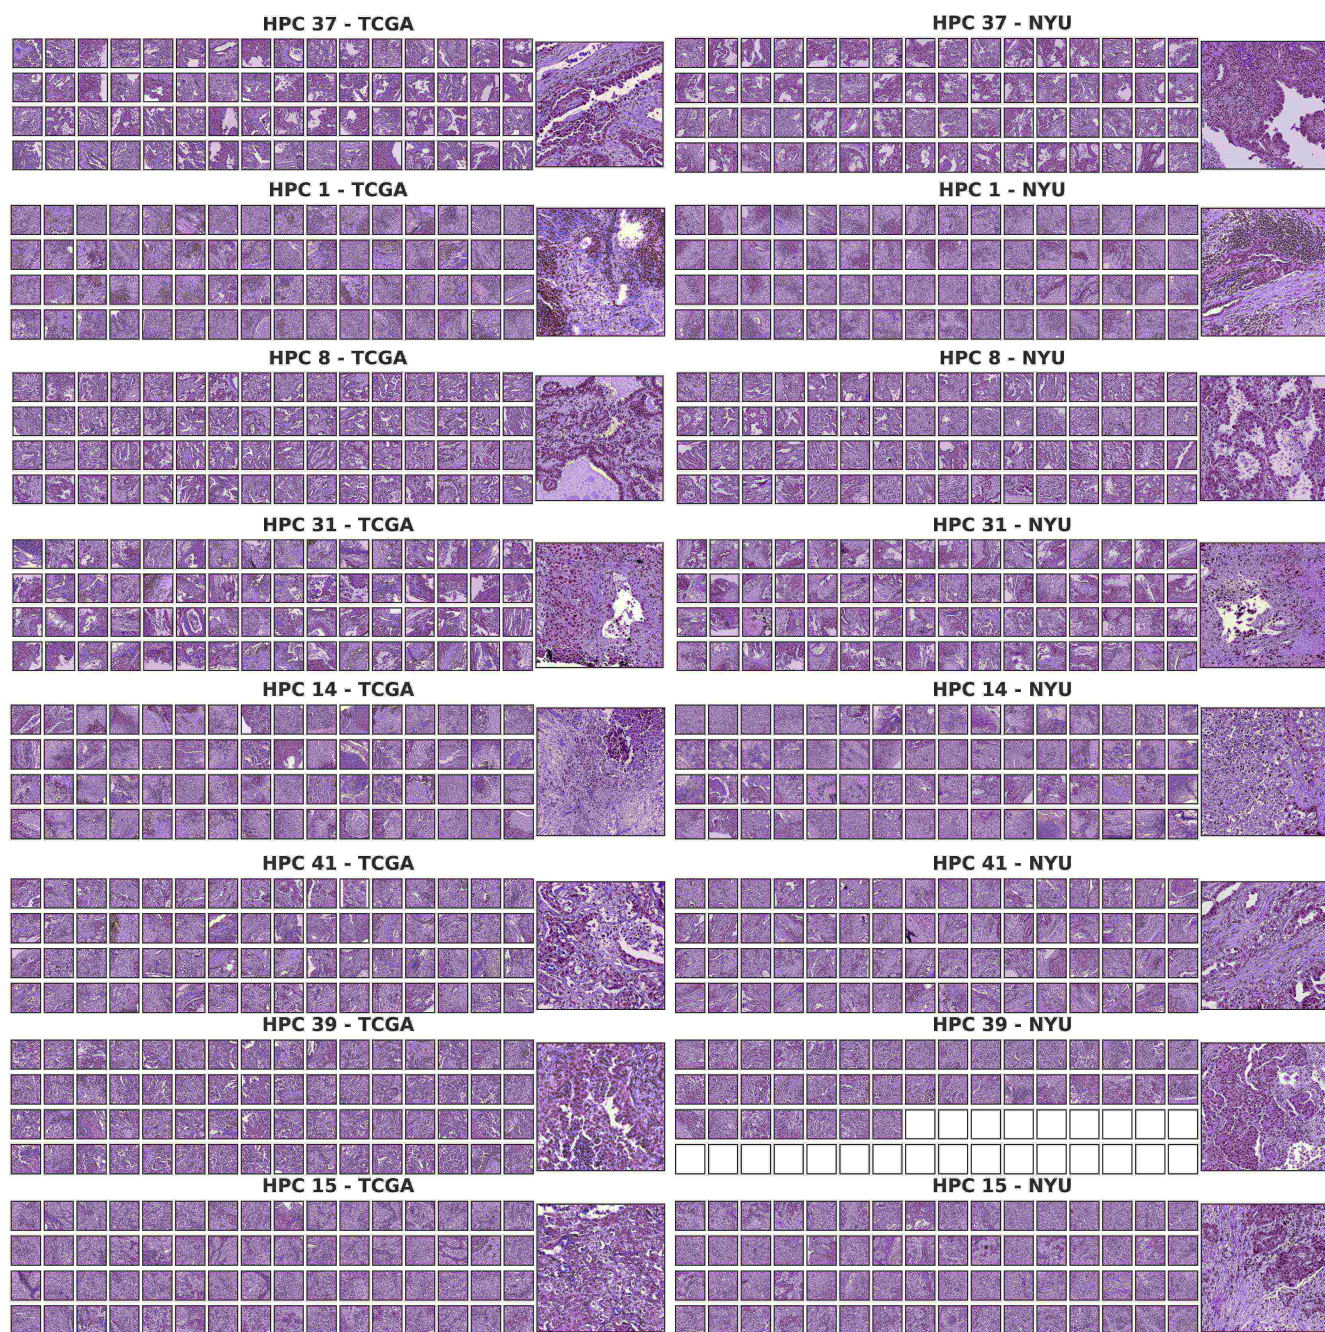 HPC 37 - TCGA
HPC 37 - NYU
HPC 1 - TCGA
HPC 1 - NYU
HPC 8 - TCGA
HPC 8 - NYU
HPC 31 - TCGA
HPC 31 - NYU
HPC 14 - TCGA
HPC 14 - NYU
HPC 41 - TCGA
HPC 41 - NYU
HPC 39 - TCGA
HPC 39 - NYU
HPC 15 - TCGA
HPC 15 - NYU